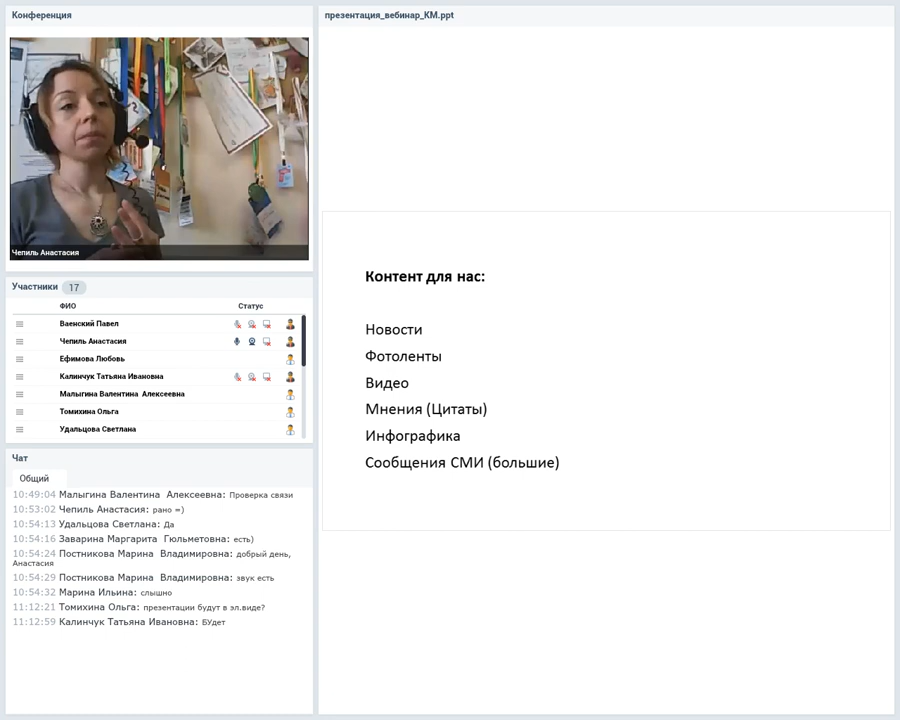 Конференция
Чепиль Анастасия
Участники 17
ФИО Статус
Ваенский Павел
Чепиль Анастасия
Ефимова Любовь
Калинчук Татьяна Ивановна
Малыгина Валентина Алексеевна
Томихина Ольга
Удальцова Светлана
Чат
Общий
10:49:04 Малыгина Валентина Алексеевна: Проверка связи
10:53:02 Чепиль Анастасия: рано =)
10:54:13 Удальцова Светлана: Да
10:54:16 Заварина Маргарита Гюльметовна: есть)
10:54:24 Постникова Марина Владимировна: добрый день,
Анастасия
10:54:29 Постникова Марина Владимировна: звук есть
10:54:32 Марина Ильина: слышно
11:12:21 Томихина Ольга: презентации будут в эл.виде?
11:12:59 Калинчук Татьяна Ивановна: БУдет
презентация_вебинар_КМ.ppt
Контент для нас:
Новости
Фотоленты
Видео
Мнения (Цитаты)
Инфографика
Сообщения СМИ (большие)